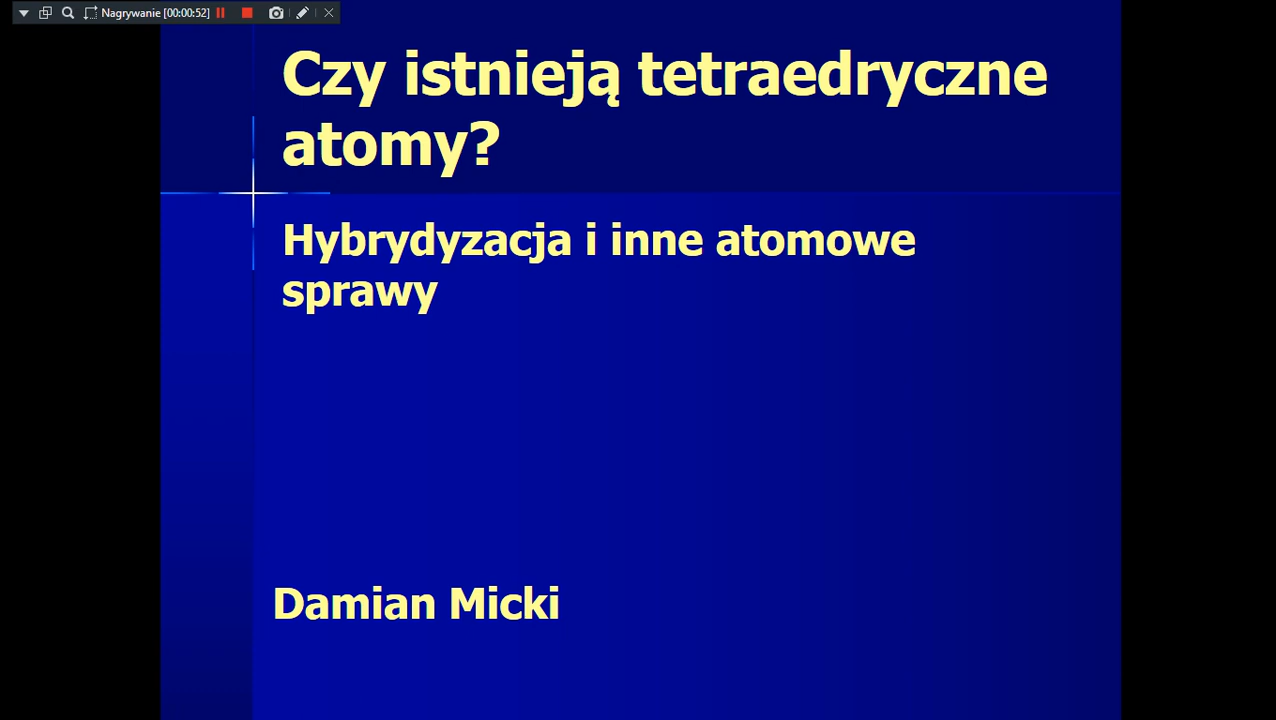 Nagrywanie [00:00:52]
Czy istnieją tetraedryczne
atomy?
Hybrydyzacja i inne atomowe
sprawy
Damian Micki